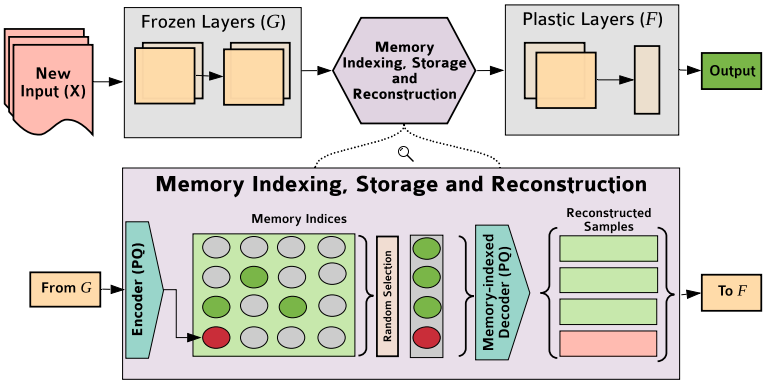 Frozen Layers (G)
Plastic Layers (F)
New
Input (X)
Memory
Indexing, Storage
and
Reconstruction
Output
Memory Indexing, Storage and Reconstruction
Memory Indices
Reconstructed
Samples
From G
Encoder (PQ)
Random Selection
Memory-indexed
Decoder (PQ)
To F